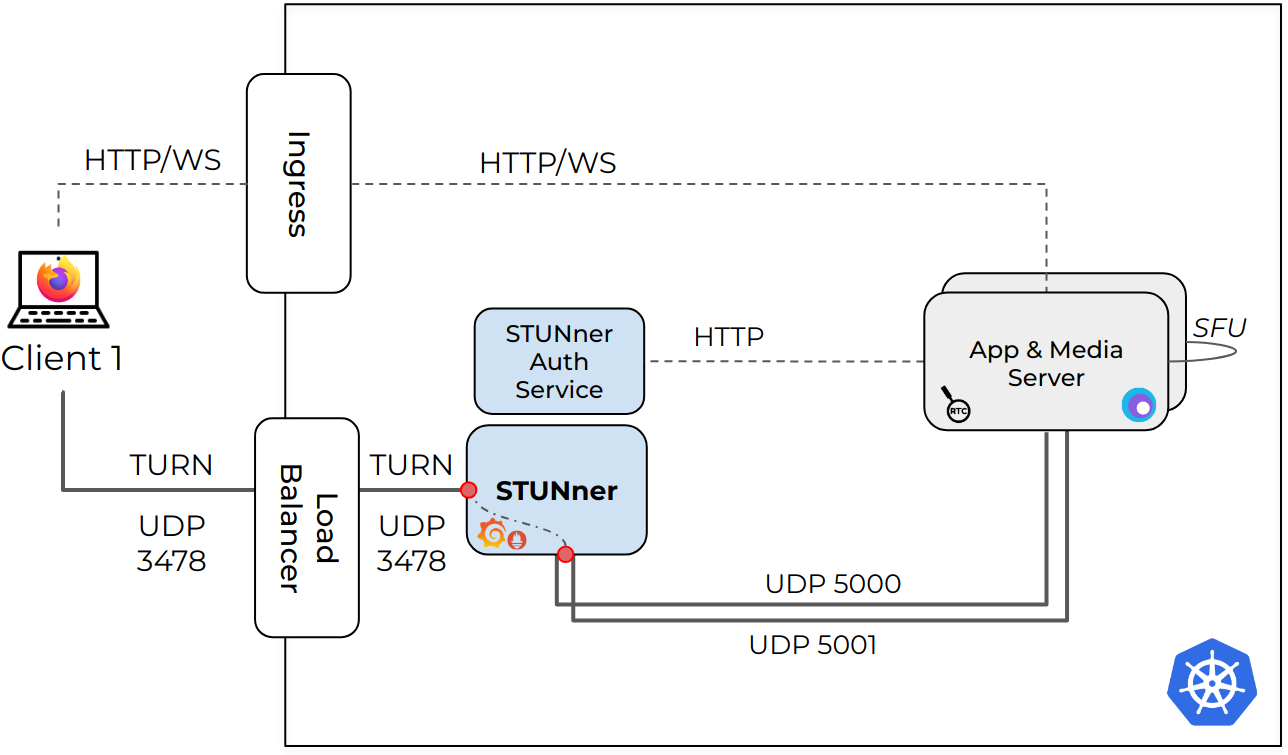 Ingress
HTTP/WS
HTTP/WS
Client 1
STUNner
Auth
Service
HTTP
App & Media
Server
RTC
SFU
TURN
UDP
3478
Load
Balancer
TURN
UDP
3478
STUNner
UDP 5000
UDP 5001